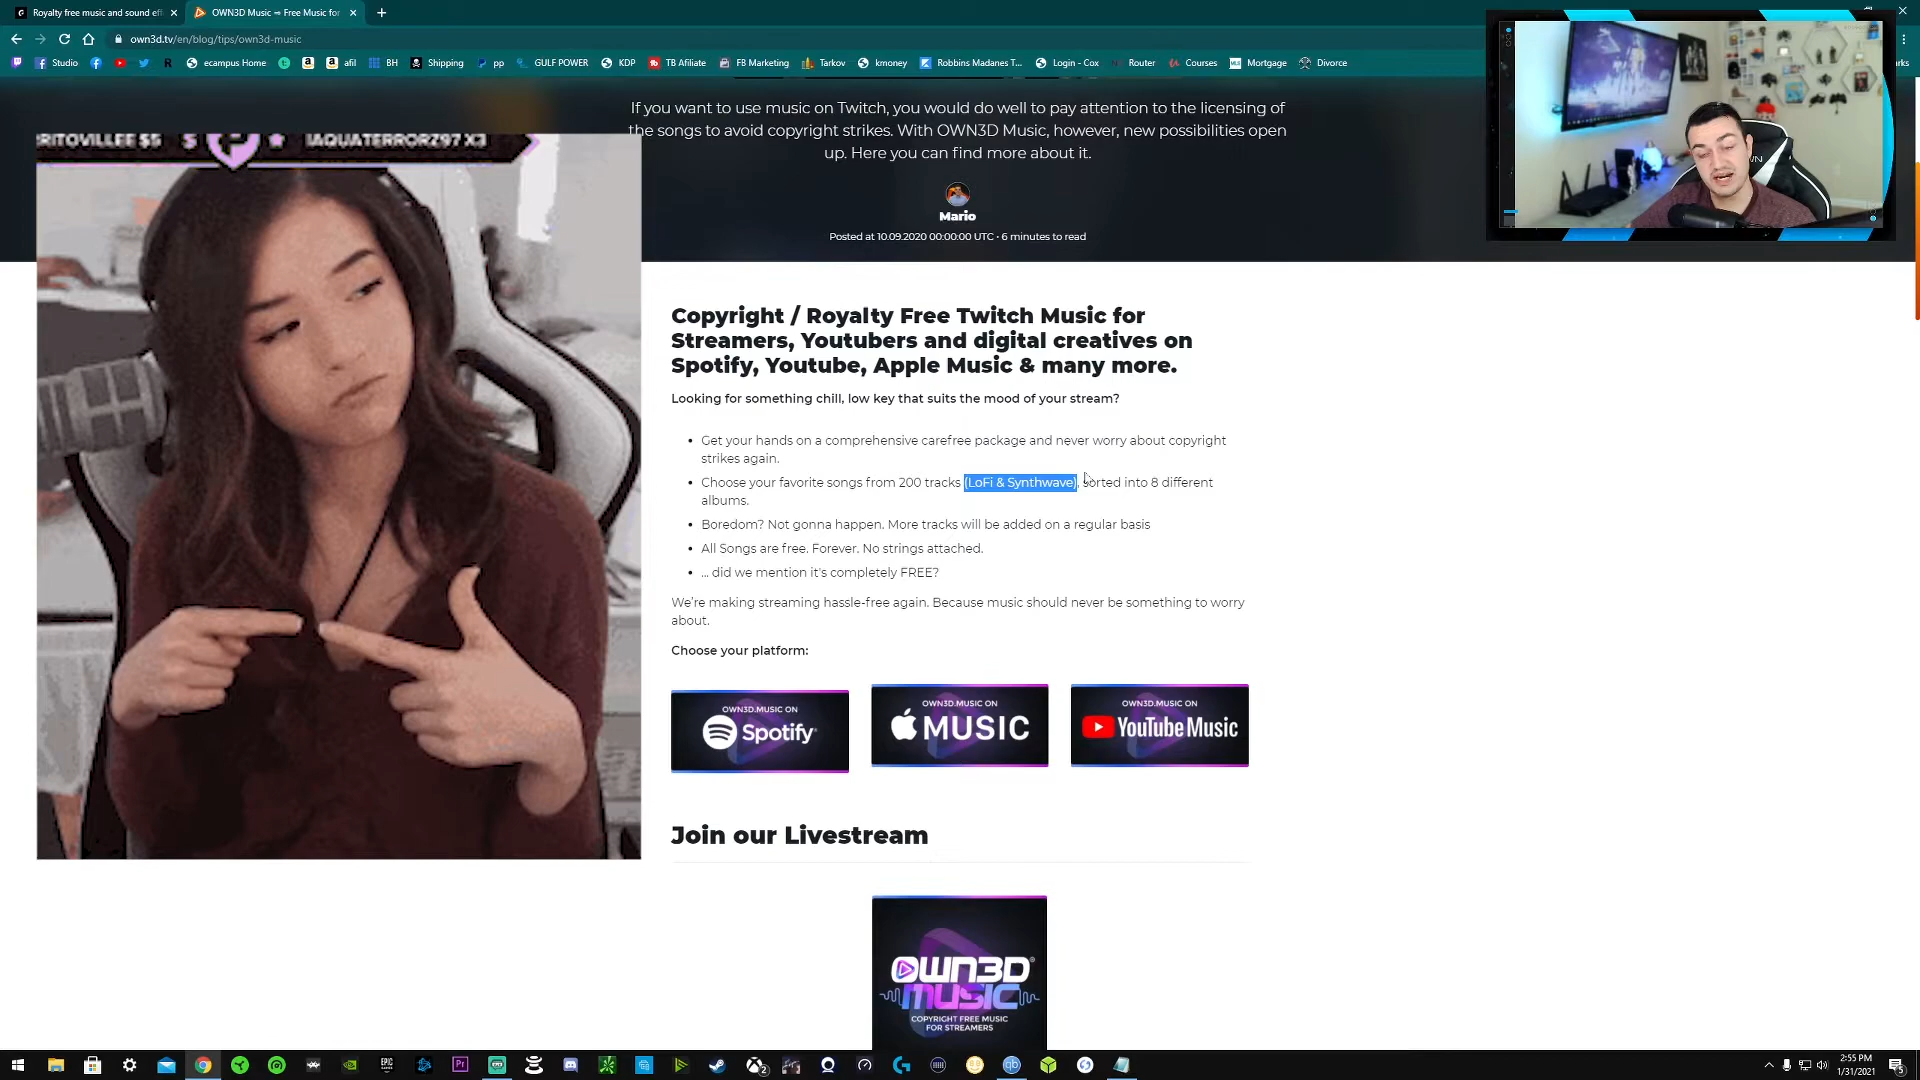 Royalty free music and sound eff
OWN3D Music ⇒ Free Music for
own3d.tv/en/blog/tips/own3d-music
Studio
ecampus Home
afil
BH
Shipping
pp
GULF POWER
KDP
TB Afiliate
FB Marketing
Tarkov
kmoney
Robbins Madanes T...
Login - Cox
Router
Courses
Mortgage
Divorce
If you want to use music on Twitch, you would do well to pay attention to the licensing of
the songs to avoid copyright strikes. With OWN3D Music, however, new possibilities open
up. Here you can find more about it.
RITOVILLEE $5 $ IAQUATERRORZ97 X3
Mario
Posted at 10.09.2020 00:00:00 UTC · 6 minutes to read
Copyright / Royalty Free Twitch Music for
Streamers, Youtubers and digital creatives on
Spotify, Youtube, Apple Music & many more.
Looking for something chill, low key that suits the mood of your stream?
• Get your hands on a comprehensive carefree package and never worry about copyright
strikes again.
• Choose your favorite songs from 200 tracks (LoFi & Synthwave), sorted into 8 different
albums.
• Boredom? Not gonna happen. More tracks will be added on a regular basis
• All Songs are free. Forever. No strings attached.
• ... did we mention it's completely FREE?
We're making streaming hassle-free again. Because music should never be something to worry
about.
Choose your platform:
OWN3D.MUSIC ON
Spotify
OWN3D.MUSIC ON
MUSIC
OWN3D.MUSIC ON
YouTube Music
Join our Livestream
OWN3D
MUSIC
COPYRIGHT FREE MUSIC
FOR STREAMERS
2:55 PM
1/31/2021